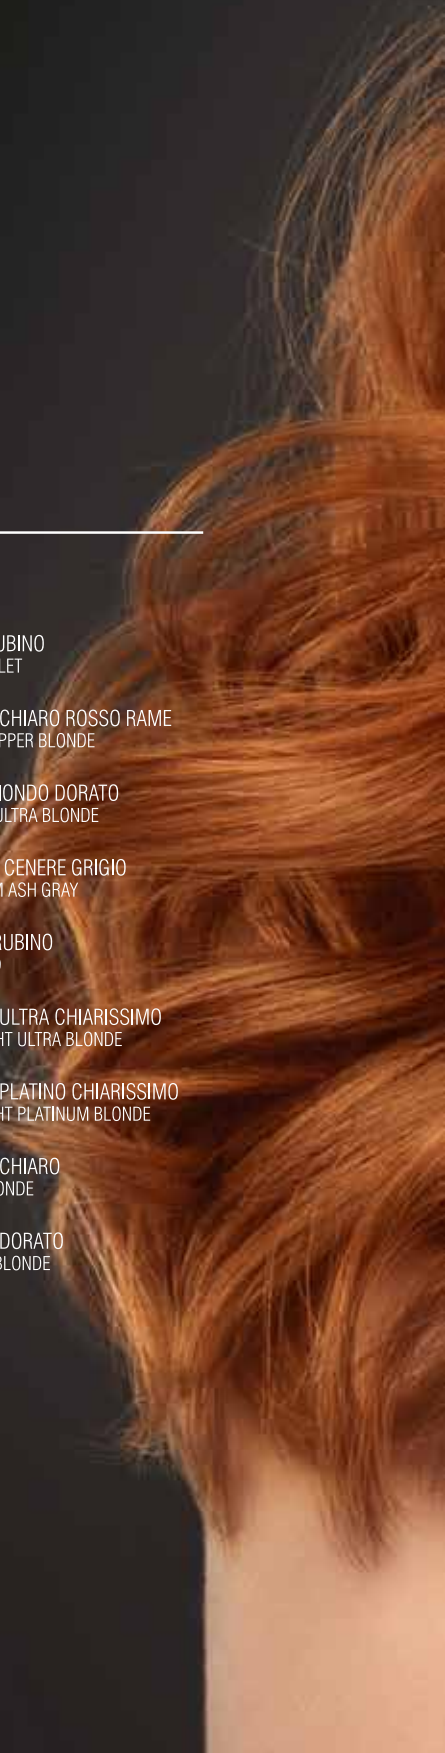 UBINO
LET
CHIARO ROSSO RAME
PPER BLONDE
IONDO DORATO
ULTRA BLONDE
CENERE GRIGIO
M ASH GRAY
RUBINO
ULTRA CHIARISSIMO
HT ULTRA BLONDE
PLATINO CHIARISSIMO
HT PLATINUM BLONDE
CHIARO
ONDE
DORATO
BLONDE